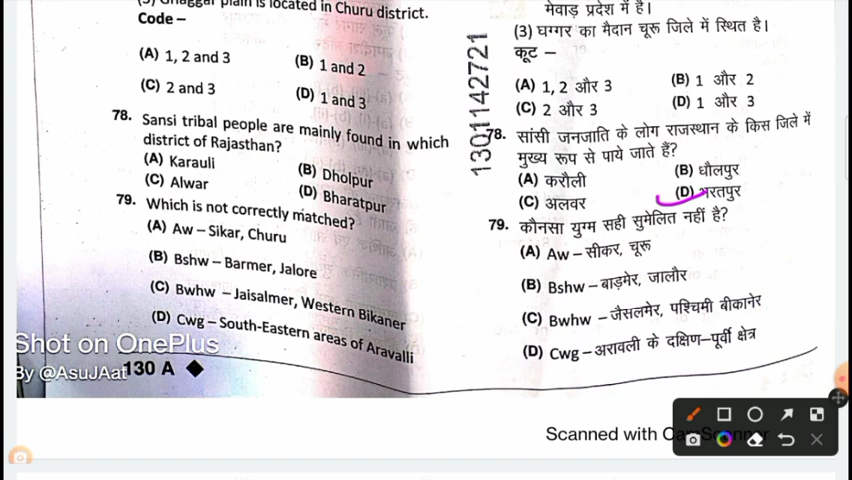 (3) Ghaggar plain is located in Churu district.
Code –
(A) 1, 2 and 3
(B) 1 and 2
(C) 2 and 3
(D) 1 and 3
78. Sansi tribal people are mainly found in which
district of Rajasthan?
(A) Karauli
(B) Dholpur
(C) Alwar
(D) Bharatpur
79. Which is not correctly matched?
(A) Aw – Sikar, Churu
(B) Bshw – Barmer, Jalore
(C) Bwhw – Jaisalmer, Western Bikaner
(D) Cwg – South-Eastern areas of Aravalli
Shot on OnePlus
By @AsuJAat
130 A
1301142721
मेवाड़ प्रदेश में है।
(3) घग्गर का मैदान चूरू जिले में स्थित है।
कूट –
(A) 1, 2 और 3
(B) 1 और 2
(C) 2 और 3
(D) 1 और 3
78. सांसी जनजाति के लोग राजस्थान के किस जिले में
मुख्य रूप से पाये जाते हैं?
(A) करौली
(B) धौलपुर
(C) अलवर
(D) भरतपुर
79. कौनसा युग्म सही सुमेलित नहीं है?
(A) Aw – सीकर, चूरू
(B) Bshw – बाड़मेर, जालौर
(C) Bwhw – जैसलमेर, पश्चिमी बीकानेर
(D) Cwg – अरावली के दक्षिण–पूर्वी क्षेत्र
Scanned with CamScanner